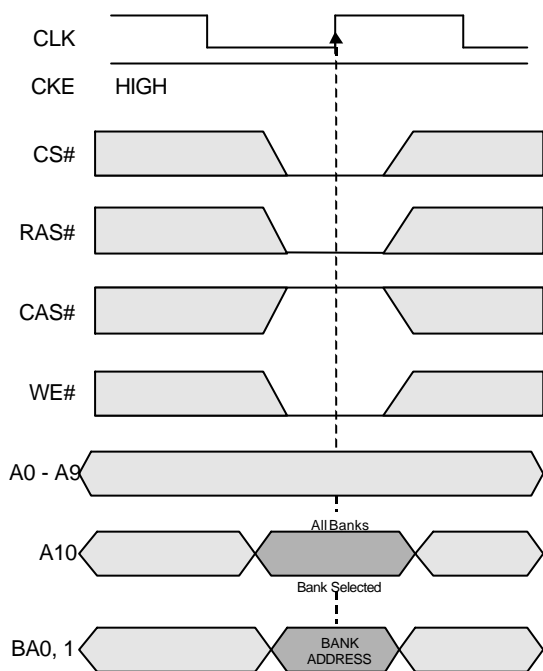 CLK
CKE HIGH
CS#
RAS#
CAS#
WE#
A0 - A9
All Banks
A10
Bank Selected
BA0, 1
BANK
ADDRESS